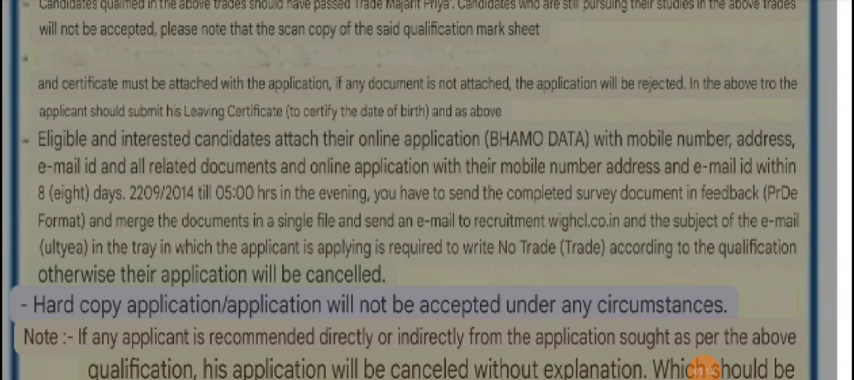 - Candidates qualified in the above trades should have passed Trade Majant Priya'. Candidates who are still pursuing their studies in the above trades
will not be accepted, please note that the scan copy of the said qualification mark sheet
-
and certificate must be attached with the application, if any document is not attached, the application will be rejected. In the above tro the
applicant should submit his Leaving Certificate (to certify the date of birth) and as above
- Eligible and interested candidates attach their online application (BHAMO DATA) with mobile number, address,
e-mail id and all related documents and online application with their mobile number address and e-mail id within
8 (eight) days. 2209/2014 till 05:00 hrs in the evening, you have to send the completed survey document in feedback (PrDe
Format) and merge the documents in a single file and send an e-mail to recruitment wighcl.co.in and the subject of the e-mail
(ultyea) in the tray in which the applicant is applying is required to write No Trade (Trade) according to the qualification
otherwise their application will be cancelled.
- Hard copy application/application will not be accepted under any circumstances.
Note :- If any applicant is recommended directly or indirectly from the application sought as per the above
qualification, his application will be canceled without explanation. Which should be